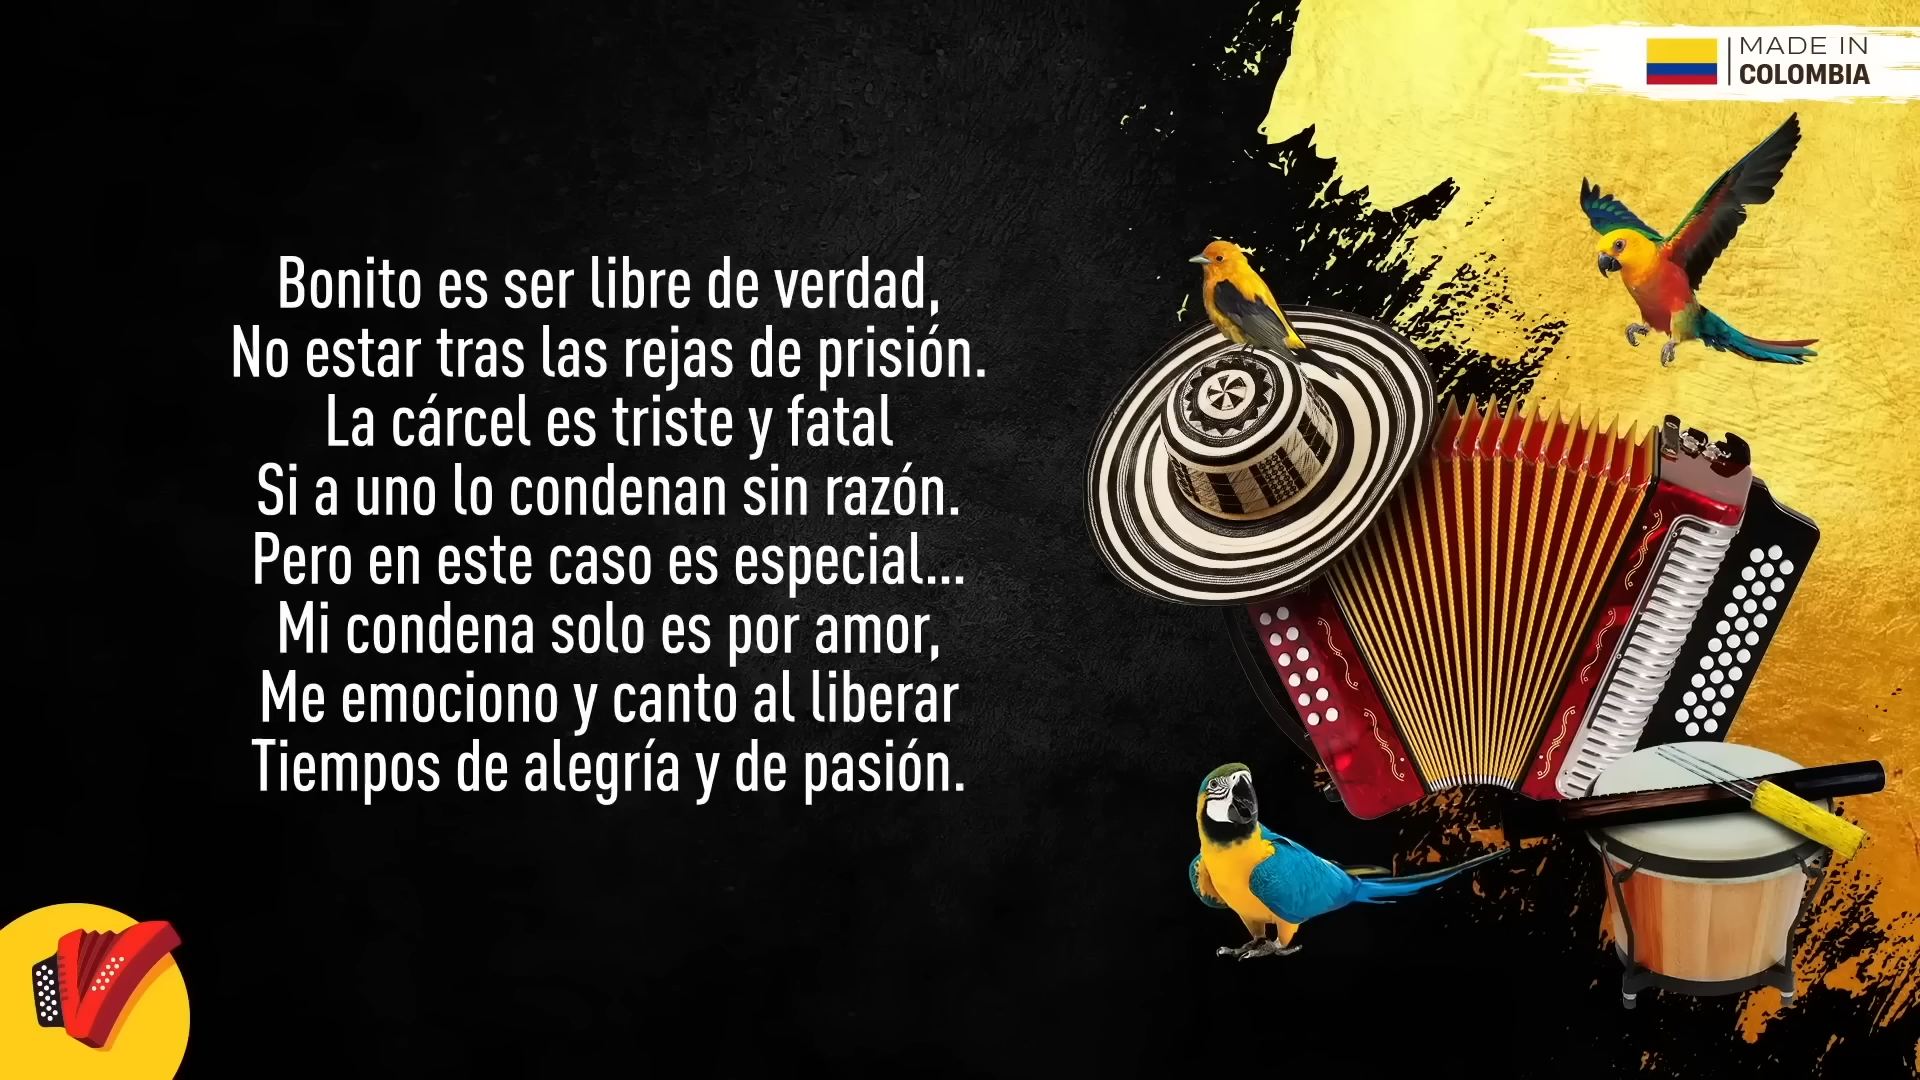 MADE IN
COLOMBIA
Bonito es ser libre de verdad,
No estar tras las rejas de prisión.
La cárcel es triste y fatal
Si a uno lo condenan sin razón.
Pero en este caso es especial...
Mi condena solo es por amor,
Me emociono y canto al liberar
Tiempos de alegría y de pasión.